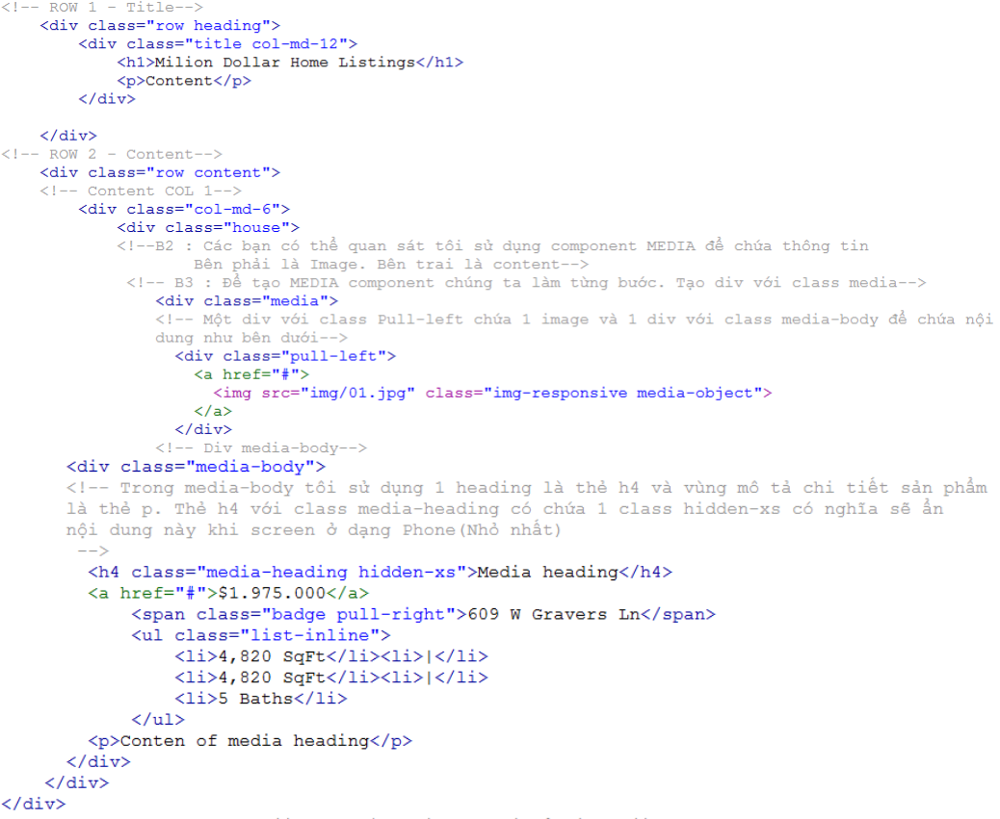 <!-- ROW 1 - Title-->
<div class="row heading">
<div class="title col-md-12">
<h1>Milion Dollar Home Listings</h1>
<p>Content</p>
</div>
</div>
<!-- ROW 2 - Content-->
<div class="row content">
<!-- Content COL 1-->
<div class="col-md-6">
<div class="house">
<!--B2 : Các bạn có thể quan sát tôi sử dụng component MEDIA để chứa thông tin
Bên phải là Image. Bên trai là content-->
<!-- B3 : Để tạo MEDIA component chúng ta làm từng bước. Tạo div với class media-->
<div class="media">
<!-- Một div với class Pull-left chứa 1 image và 1 div với class media-body để chứa nội
dung như bên dưới-->
<div class="pull-left">
<a href="#">
<img src="img/01.jpg" class="img-responsive media-object">
</a>
</div>
<!-- Div media-body-->
<div class="media-body">
<!-- Trong media-body tôi sử dụng 1 heading là thẻ h4 và vùng mô tả chi tiết sản phẩm
là thẻ p. Thẻ h4 với class media-heading có chứa 1 class hidden-xs có nghĩa sẽ ẩn
nội dung này khi screen ở dạng Phone(Nhỏ nhất)
-->
<h4 class="media-heading hidden-xs">Media heading</h4>
<a href="#">$1.975.000</a>
<span class="badge pull-right">609 W Gravers Ln</span>
<ul class="list-inline">
<li>4,820 SqFt</li><li>|</li>
<li>4,820 SqFt</li><li>|</li>
<li>5 Baths</li>
</ul>
<p>Conten of media heading</p>
</div>
</div>
</div>